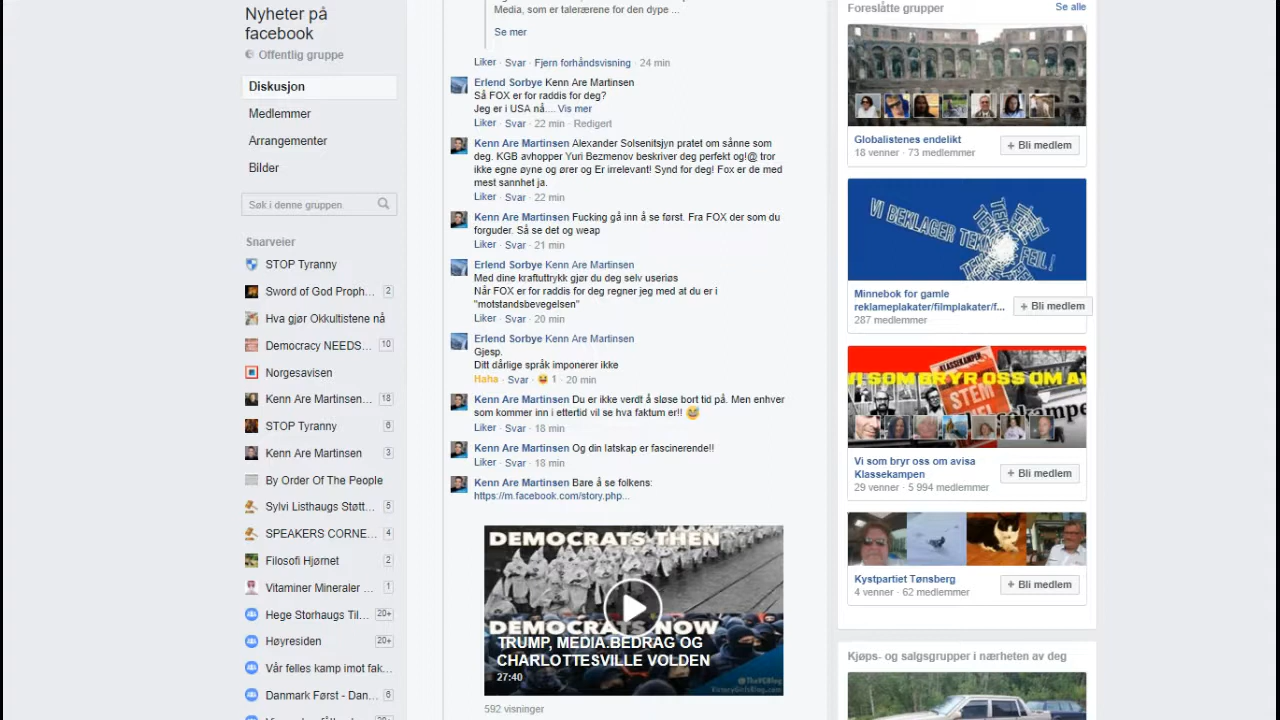 Nyheter på
facebook
Offentlig gruppe
Diskusjon
Medlemmer
Arrangementer
Bilder
Søk i denne gruppen
Snarveier
STOP Tyranny
Sword of God Proph... 2
hva gjør okkultistene nå
Democracy NEEDS... 10
Norgesavisen
Kenn Are Martinsen... 18
STOP Tyranny 6
Kenn Are Martinsen 3
By Order Of The People
Sylvi Listhaugs Støtt... 5
SPEAKERS CORNE... 4
Filosofi Hjørnet 2
Vitaminer Mineraler ... 1
Hege Storhaugs Til... 20+
Høyresiden 20+
Vår felles kamp imot fak...
Danmark Først - Dan... 6
Media, som er talerærene for den dype ...
Se mer
Liker · Svar · Fjern forhåndsvisning · 24 min
Erlend Sorbye Kenn Are Martinsen
Så FOX er for raddis for deg?
Jeg er i USA nå.... Vis mer
Liker · Svar · 22 min · Redigert
Kenn Are Martinsen Alexander Solsenitsjyn pratet om sånne som
deg. KGB avhopper Yuri Bezmenov beskriver deg perfekt og!@ tror
ikke egne øyne og ører og Er irrelevant! Synd for deg! Fox er de med
mest sannhet ja.
Liker · Svar · 22 min
Kenn Are Martinsen Fucking gå inn å se først. Fra FOX der som du
forguder. Så se det og weap
Liker · Svar · 21 min
Erlend Sorbye Kenn Are Martinsen
Med dine kraftuttrykk gjør du deg selv useriøs
Når FOX er for raddis for deg regner jeg med at du er i
"motstandsbevegelsen"
Liker · Svar · 20 min
Erlend Sorbye Kenn Are Martinsen
Gjesp.
Ditt dårlige språk imponerer ikke
Haha · Svar · 1 · 20 min
Kenn Are Martinsen Du er ikke verdt å sløse bort tid på. Men enhver
som kommer inn i ettertid vil se hva faktum er!! 😅
Liker · Svar · 18 min
Kenn Are Martinsen Og din latskap er fascinerende!!
Liker · Svar · 18 min
Kenn Are Martinsen Bare å se folkens:
https://m.facebook.com/story.php...
DEMOCRATS THEN
DEMOCRATS NOW
TRUMP, MEDIA.BEDRAG OG
CHARLOTTESVILLE VOLDEN
27:40
592 visninger
Foreslåtte grupper Se alle
Globalistenes endelikt
18 venner · 73 medlemmer
+ Bli medlem
VI BEKLAGER TEKNISK FEIL!
Minnebok for gamle
reklameplakater/filmplakater/f...
287 medlemmer
+ Bli medlem
KLASSEKAMPEN
VI SOM BRYR OSS OM AV
STEM
Vi som bryr oss om avisa
Klassekampen
29 venner · 5 994 medlemmer
+ Bli medlem
Kystpartiet Tønsberg
4 venner · 62 medlemmer
+ Bli medlem
Kjøps- og salgsgrupper i nærheten av deg